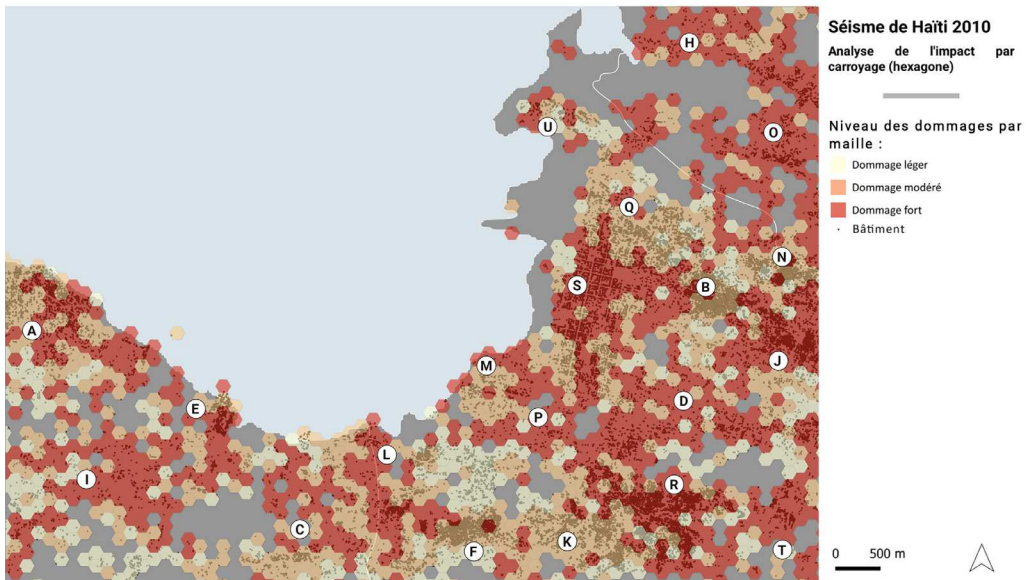 Séisme de Haïti 2010
Analyse de l'impact par
carroyage (hexagone)
Niveau des dommages par
maille :
Dommage léger
Dommage modéré
Dommage fort
Bâtiment
0 500 m
H
O
U
Q
N
S
B
A
J
M
D
E
P
L
I
R
C
K
F
T